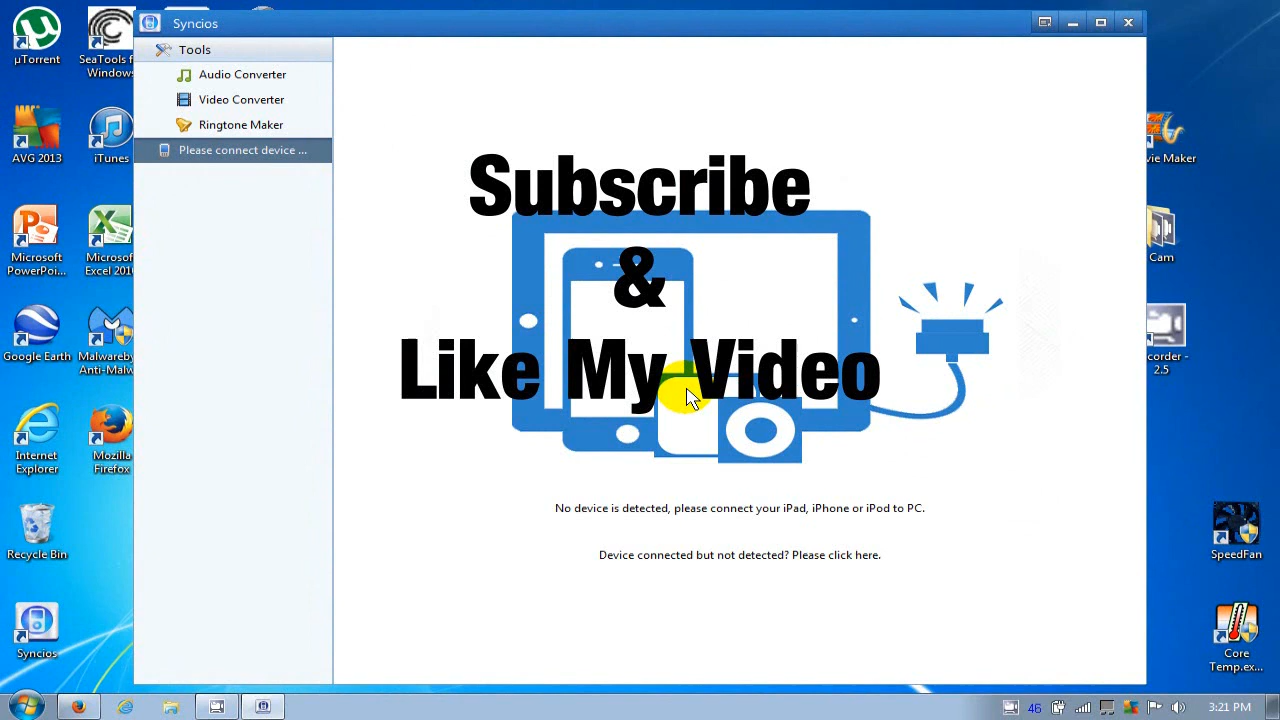 µTorrent
SeaTools f
Windows
AVG 2013
iTunes
Microsoft
PowerPoi...
Microsoft
Excel 201
Google Earth
Malwareby
Anti-Malw
Internet
Explorer
Mozilla
Firefox
Recycle Bin
Syncios
Syncios
Tools
Audio Converter
Video Converter
Ringtone Maker
Please connect device ...
Subscribe
&
Like My Video
No device is detected, please connect your iPad, iPhone or iPod to PC.
Device connected but not detected? Please click here.
vie Maker
Cam
corder -
2.5
SpeedFan
Core
Temp.ex...
46
3:21 PM